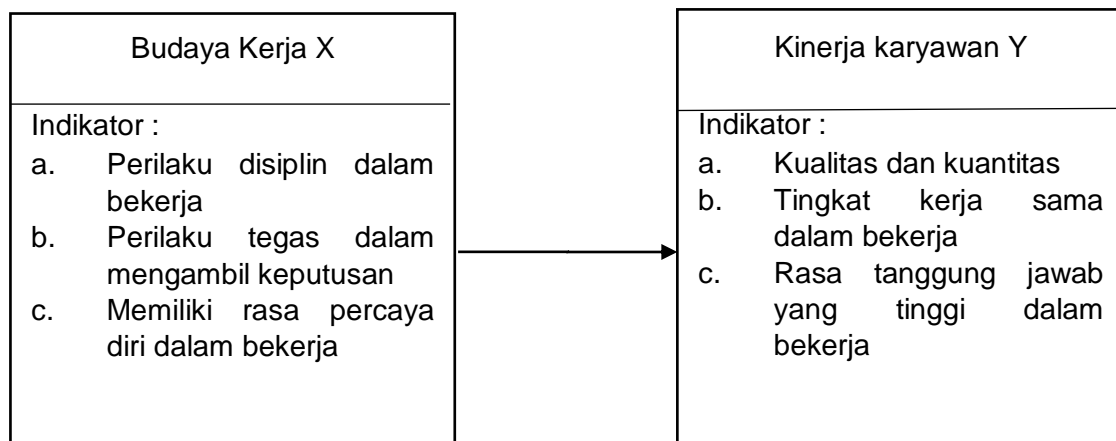 Budaya Kerja X
Indikator :
a. Perilaku disiplin dalam
bekerja
b. Perilaku tegas dalam
mengambil keputusan
c. Memiliki rasa percaya
diri dalam bekerja
Kinerja karyawan Y
Indikator :
a. Kualitas dan kuantitas
b. Tingkat kerja sama
dalam bekerja
c. Rasa tanggung jawab
yang tinggi dalam
bekerja